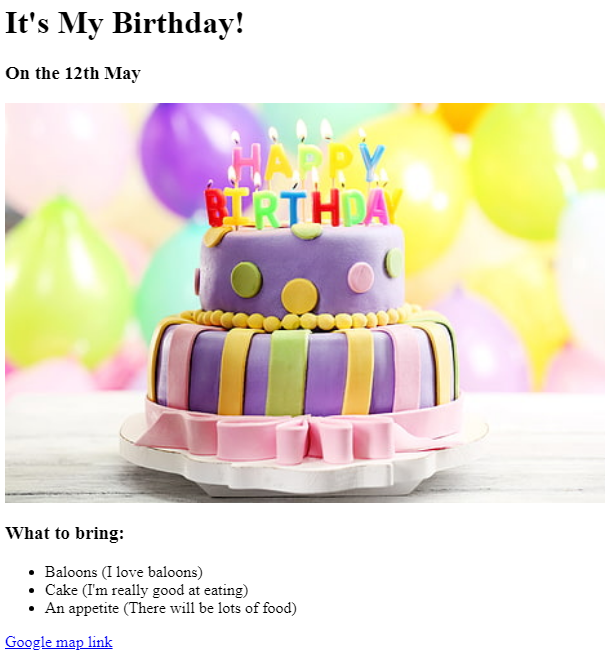 It's My Birthday!
On the 12th May
HAPPY
BIRTHDAY
What to bring:
Baloons (I love baloons)
Cake (I'm really good at eating)
An appetite (There will be lots of food)
Google map link